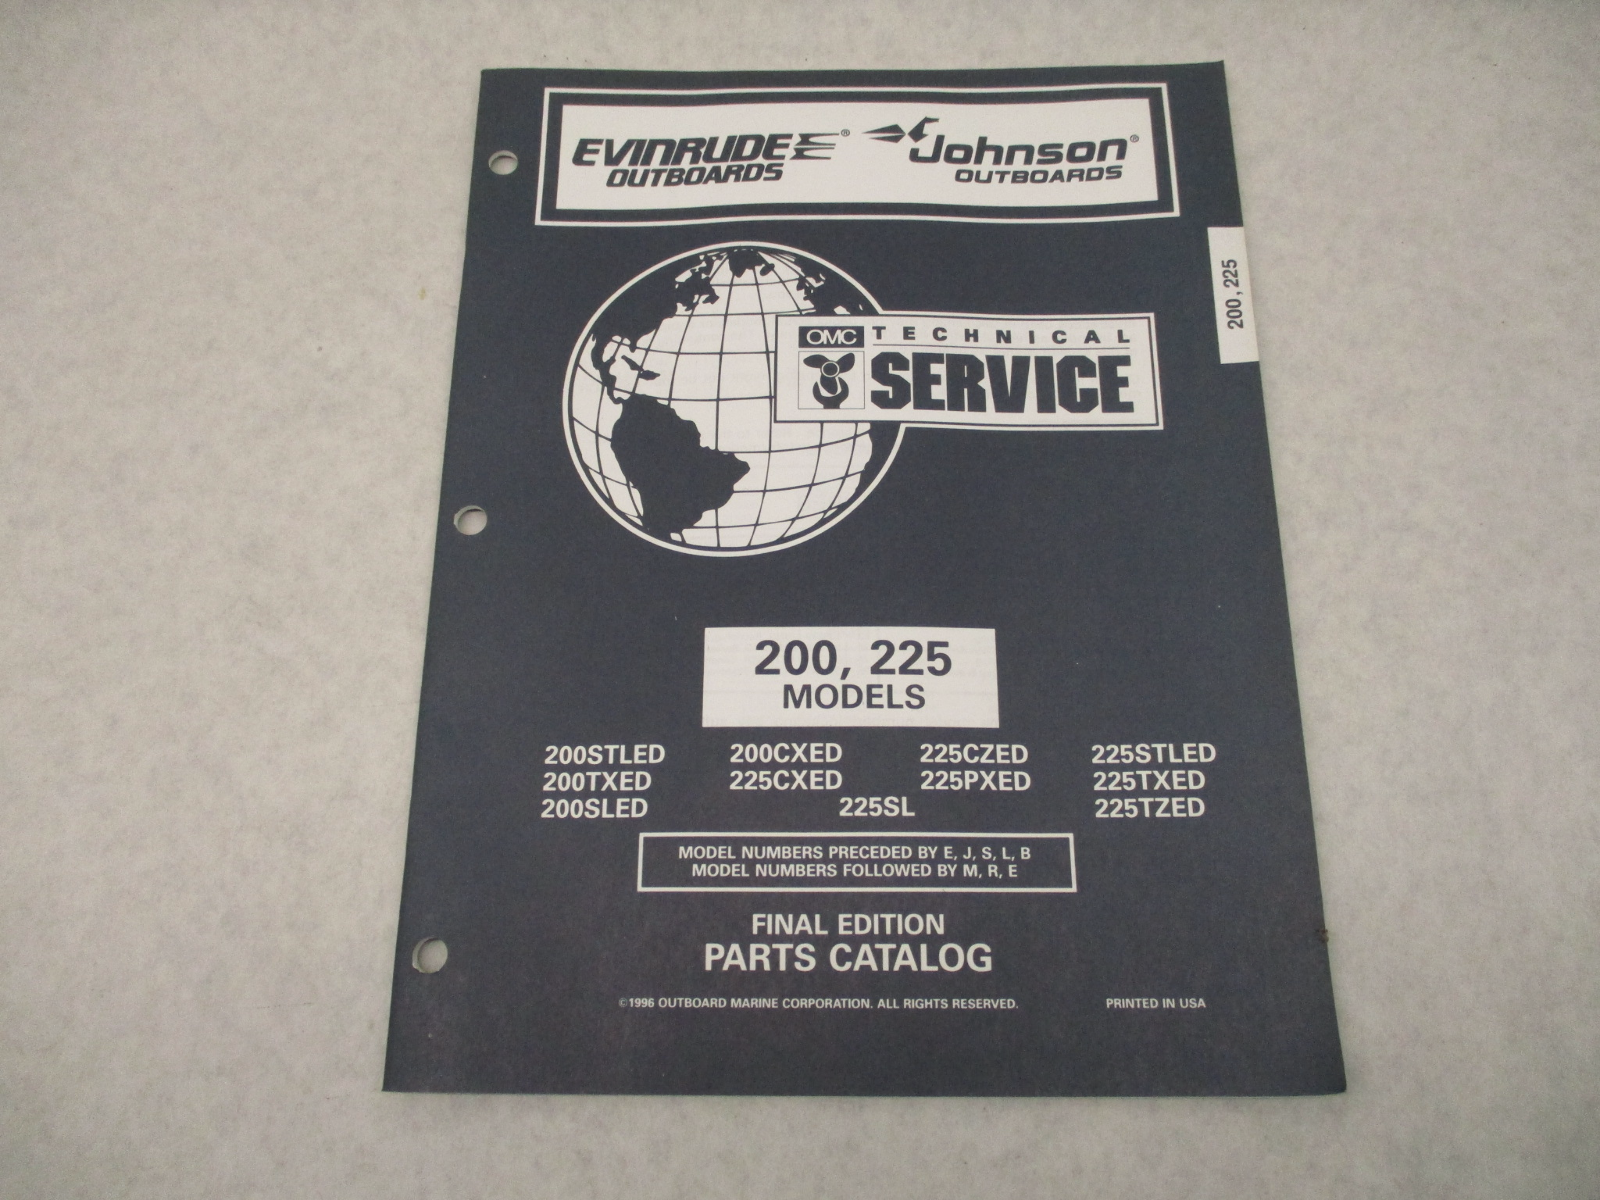 EVINRUDE® Johnson®
OUTBOARDS OUTBOARDS
200, 225
OMC TECHNICAL
SERVICE
200, 225
MODELS
200STLED 200CXED 225CZED 225STLED
200TXED 225CXED 225PXED 225TXED
200SLED 225SL 225TZED
MODEL NUMBERS PRECEDED BY E, J, S, L, B
MODEL NUMBERS FOLLOWED BY M, R, E
FINAL EDITION
PARTS CATALOG
©1996 OUTBOARD MARINE CORPORATION. ALL RIGHTS RESERVED. PRINTED IN USA